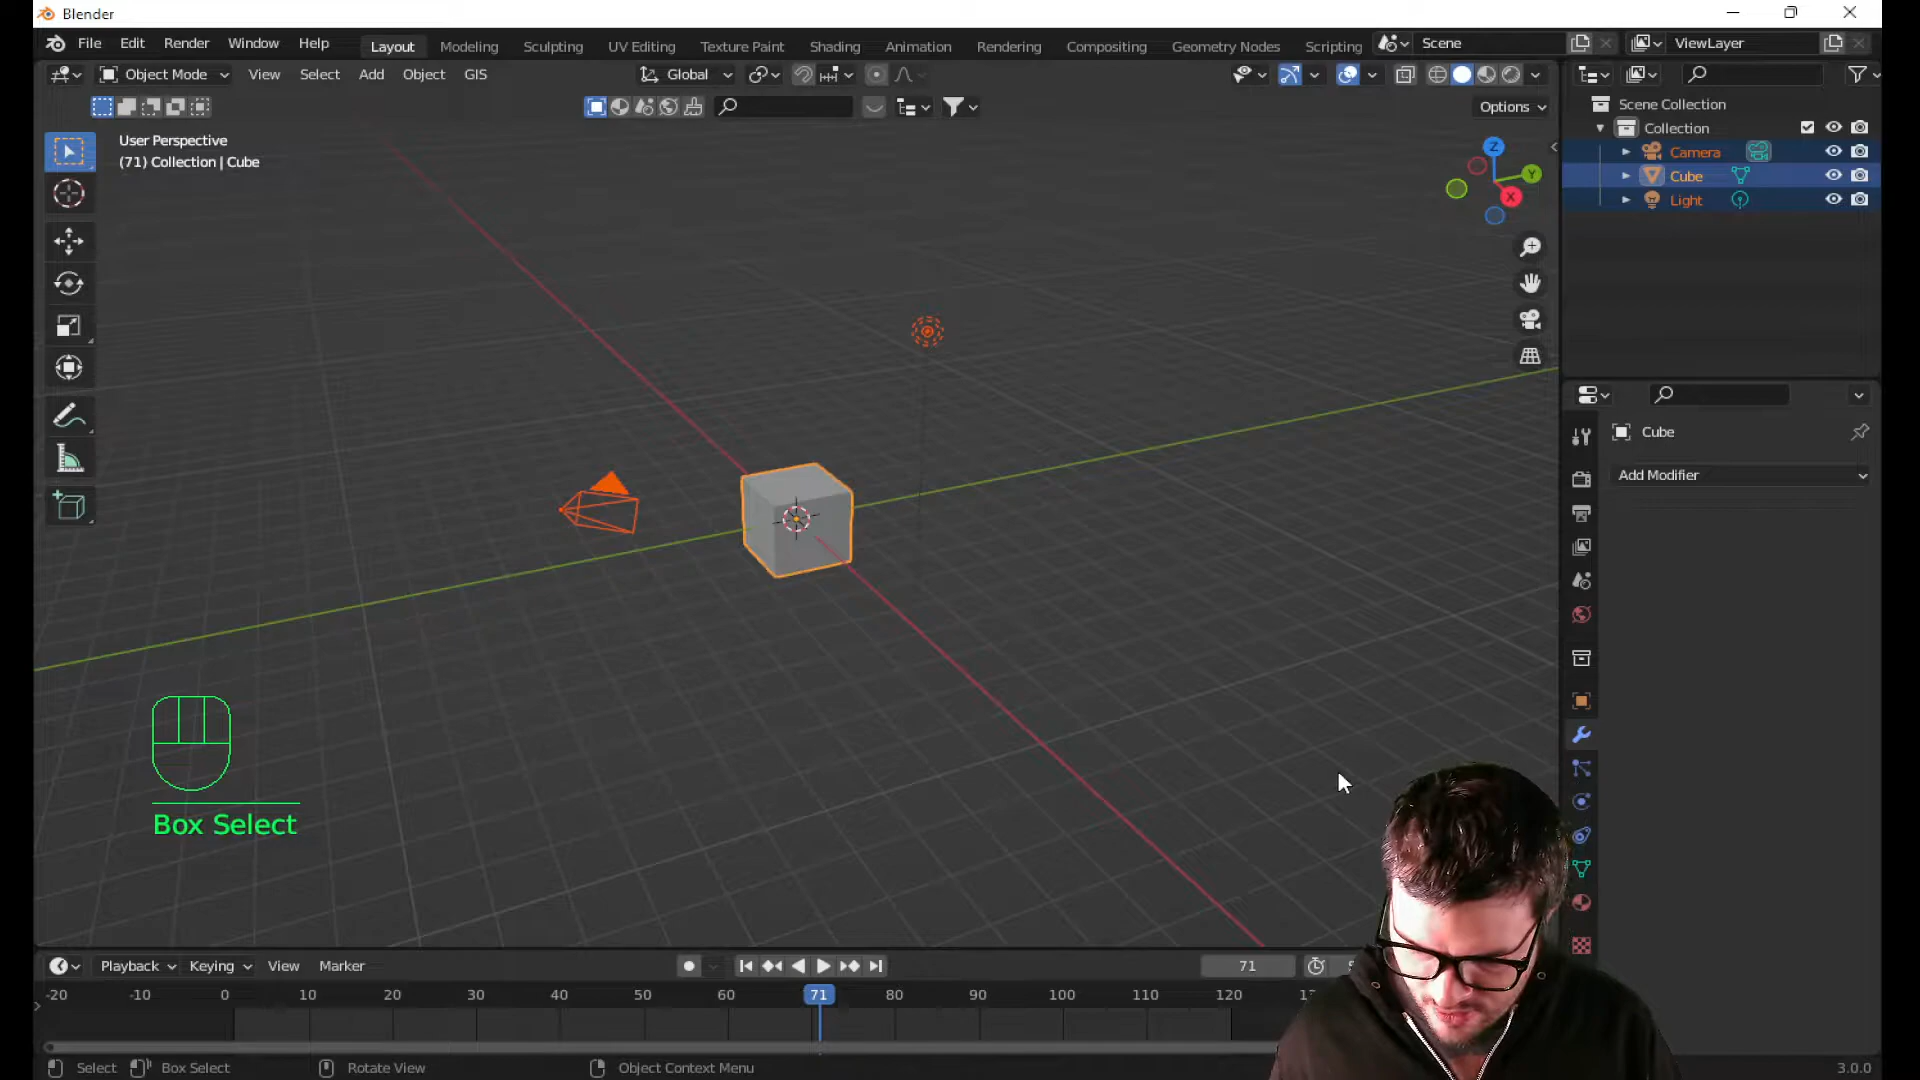 Blender
File Edit Render Window Help Layout Modeling Sculpting UV Editing Texture Paint Shading Animation Rendering Compositing Geometry Nodes Scripting Scene ViewLayer
Object Mode View Select Add Object GIS Global
Options
User Perspective
(71) Collection | Cube
Z
Y
X
Scene Collection
Collection
Camera
Cube
Light
Cube
Add Modifier
Box Select
Playback Keying View Marker 71
-20 -10 0 10 20 30 40 50 60 71 80 90 100 110 120
Select Box Select Rotate View Object Context Menu 3.0.0